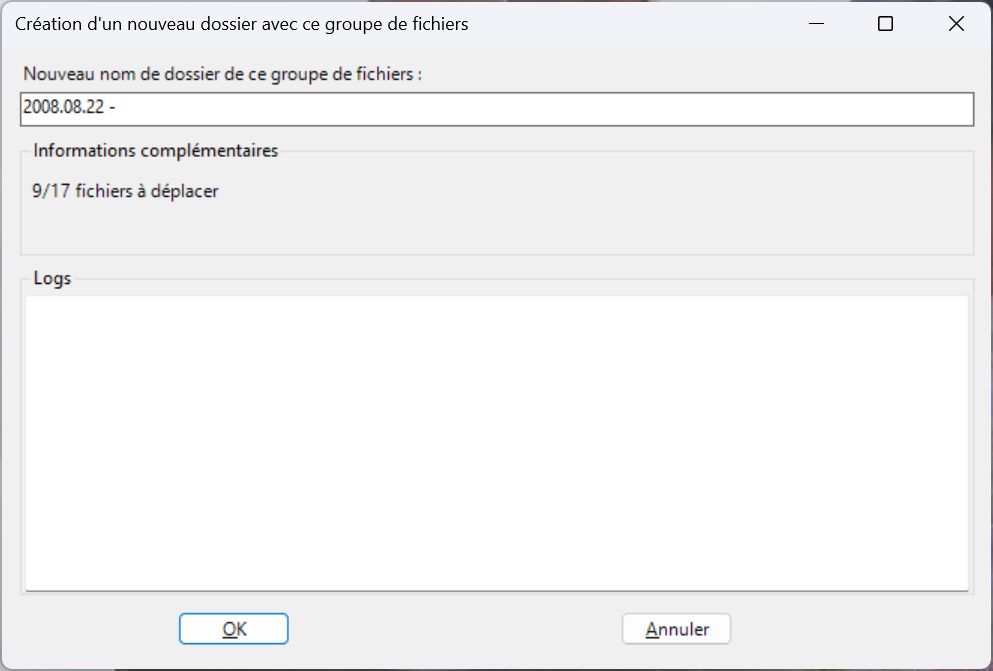 Création d'un nouveau dossier avec ce groupe de fichiers
Nouveau nom de dossier de ce groupe de fichiers :
2008.08.22 -
Informations complémentaires
9/17 fichiers à déplacer
Logs
OK
Annuler